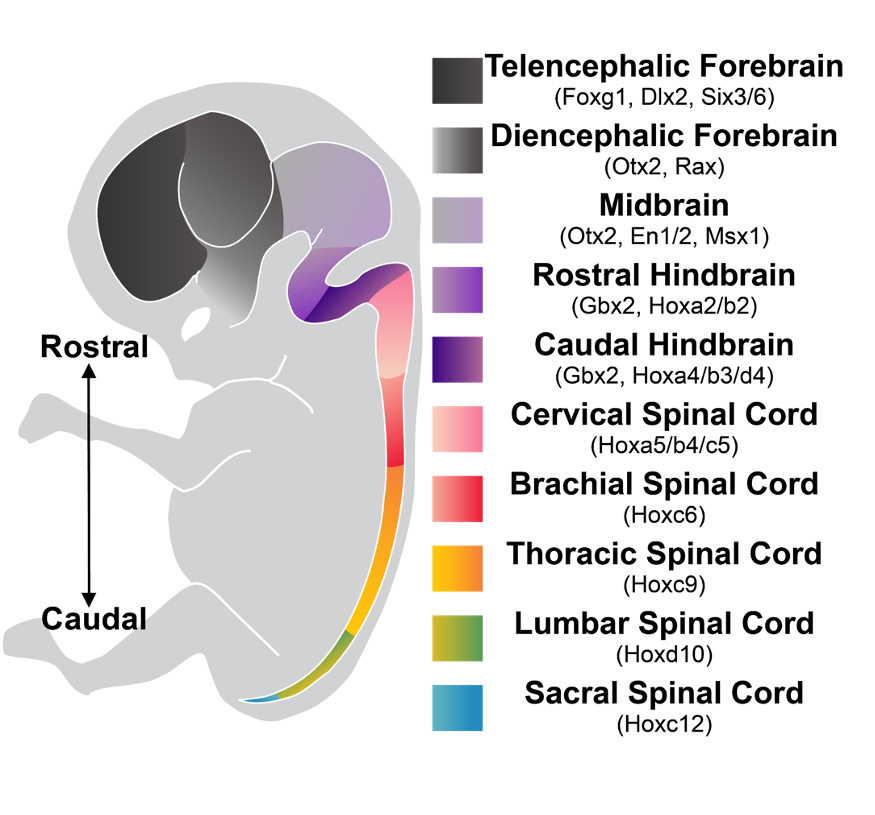 Telencephalic Forebrain
(Foxg1, Dlx2, Six3/6)
Diencephalic Forebrain
(Otx2, Rax)
Midbrain
(Otx2, En1/2, Msx1)
Rostral Hindbrain
(Gbx2, Hoxa2/b2)
Caudal Hindbrain
(Gbx2, Hoxa4/b3/d4)
Cervical Spinal Cord
(Hoxa5/b4/c5)
Brachial Spinal Cord
(Hoxc6)
Thoracic Spinal Cord
(Hoxc9)
Lumbar Spinal Cord
(Hoxd10)
Sacral Spinal Cord
(Hoxc12)
Rostral
Caudal